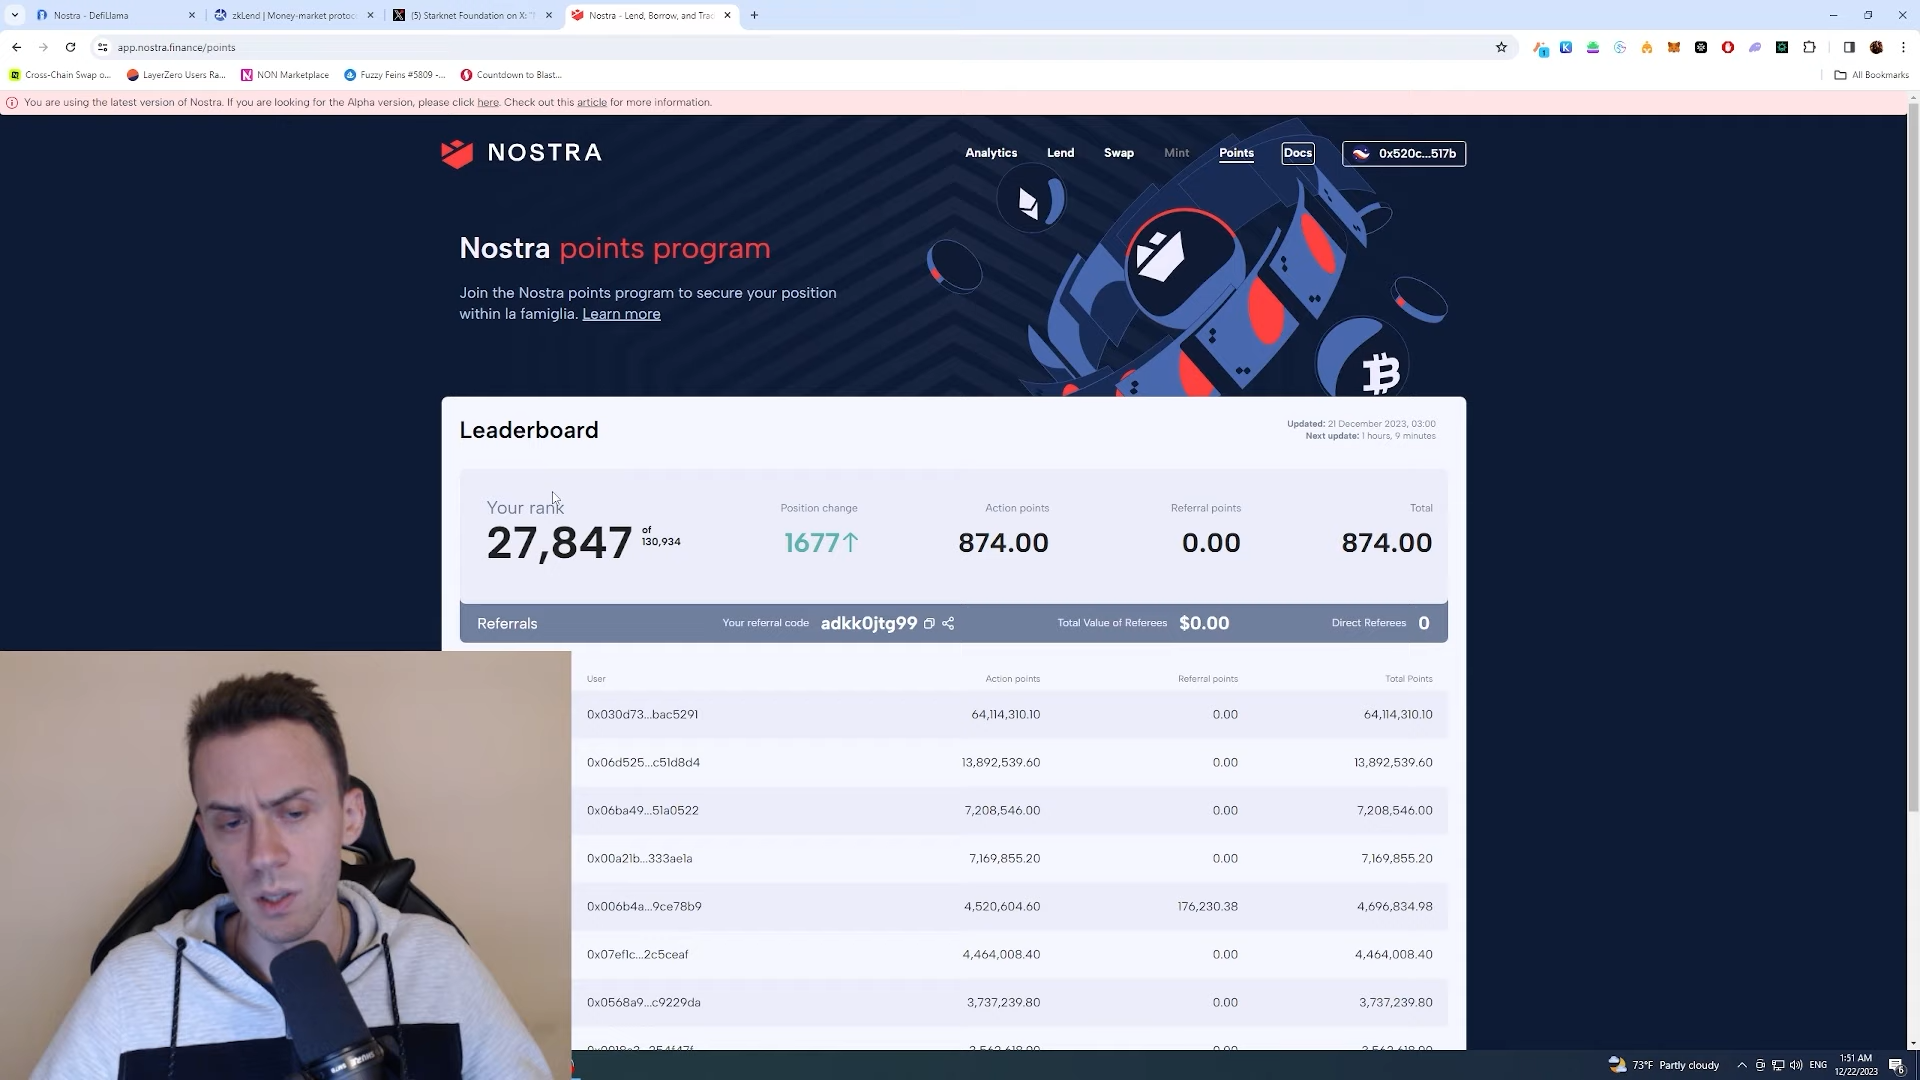 Nostra - DefiLlama
zkLend | Money-market protoc
(5) Starknet Foundation on X: "T
Nostra - Lend, Borrow, and Trad
app.nostra.finance/points
Cross-Chain Swap o...
LayerZero Users Ra...
NON Marketplace
Fuzzy Feins #5809 -...
Countdown to Blast...
All Bookmarks
You are using the latest version of Nostra. If you are looking for the Alpha version, please click here. Check out this article for more information.
NOSTRA
Analytics
Lend
Swap
Mint
Points
Docs
0x520c...517b
Nostra points program
Join the Nostra points program to secure your position
within la famiglia. Learn more
Leaderboard
Updated: 21 December 2023, 03:00
Next update: 1 hours, 9 minutes
Your rank
27,847 of 130,934
Position change
1677↑
Action points
874.00
Referral points
0.00
Total
874.00
Referrals
Your referral code adkk0jtg99
Total Value of Referees $0.00
Direct Referees 0
User Action points Referral points Total Points
0x030d73...bac5291 64,114,310.10 0.00 64,114,310.10
0x06d525...c51d8d4 13,892,539.60 0.00 13,892,539.60
0x06ba49...51a0522 7,208,546.00 0.00 7,208,546.00
0x00a21b...333ae1a 7,169,855.20 0.00 7,169,855.20
0x006b4a...9ce78b9 4,520,604.60 176,230.38 4,696,834.98
0x07ef1c...2c5ceaf 4,464,008.40 0.00 4,464,008.40
0x0568a9...c9229da 3,737,239.80 0.00 3,737,239.80
SHURE
73°F Partly cloudy
ENG
1:51 AM
12/22/2023